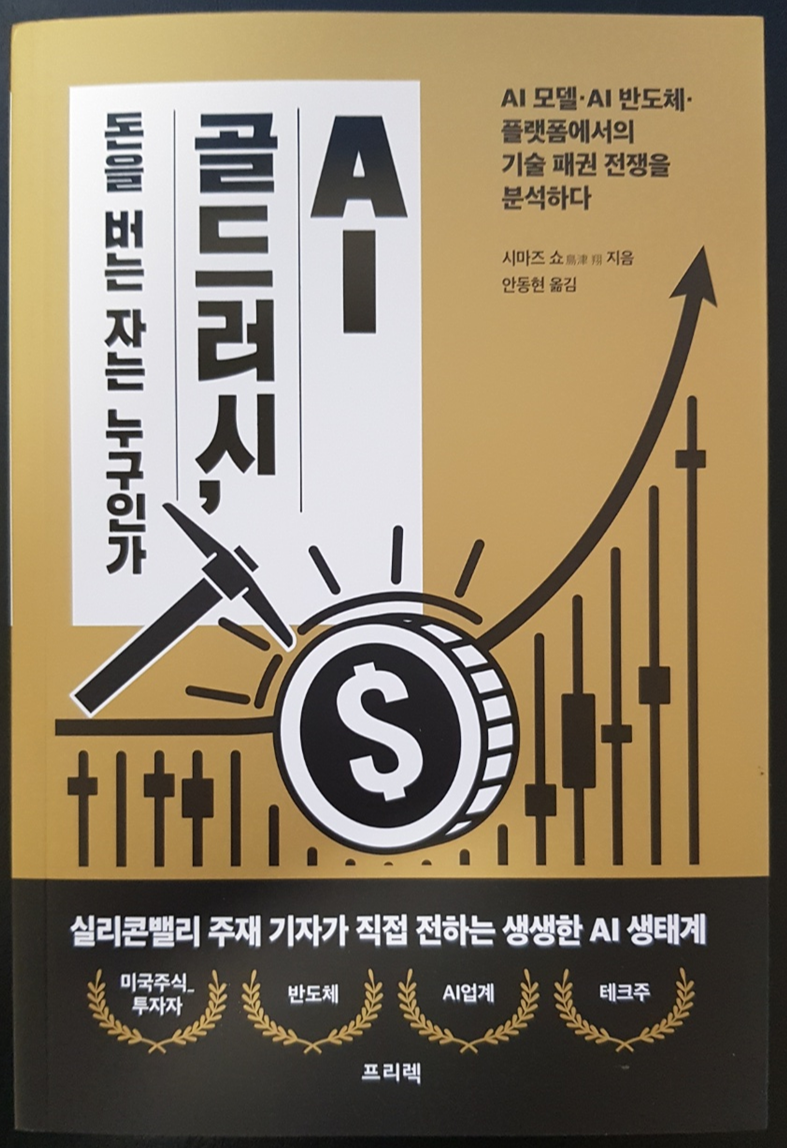 AI 모델·AI 반도체·
플랫폼에서의
기술 패권 전쟁을
분석하다
시마즈 쇼 島津 翔 지음
안동현 옮김
AI
골드러시,
돈을 버는 자는 누구인가
$
실리콘밸리 주재 기자가 직접 전하는 생생한 AI 생태계
미국주식_
투자자
반도체
AI업계
테크주
프리렉